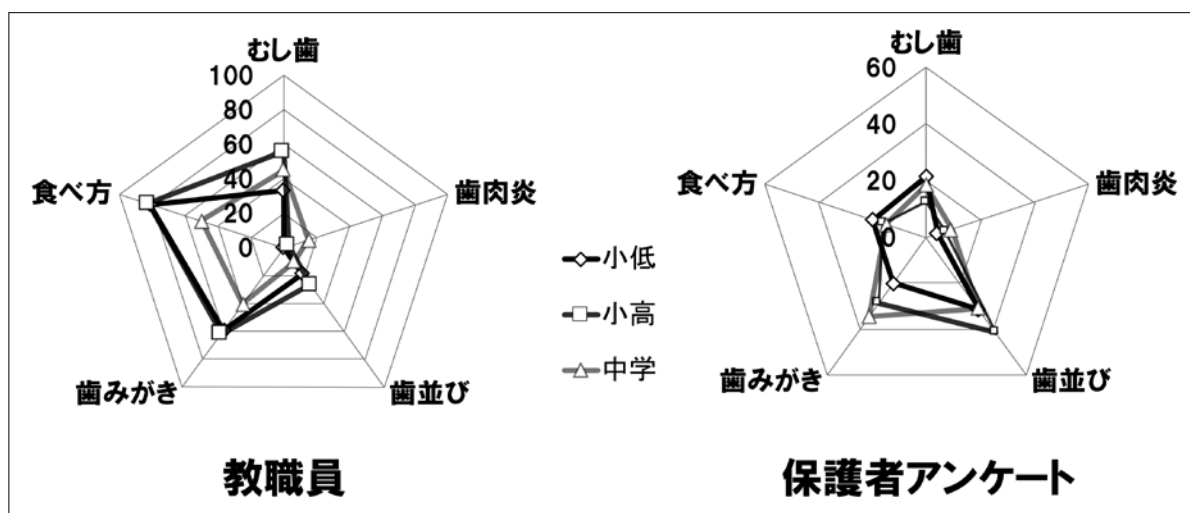 むし歯
100
80
60
40
20
0
歯肉炎
歯並び
歯みがき
食べ方
教職員
小低
小高
中学
むし歯
60
40
20
0
歯肉炎
歯並び
歯みがき
食べ方
保護者アンケート